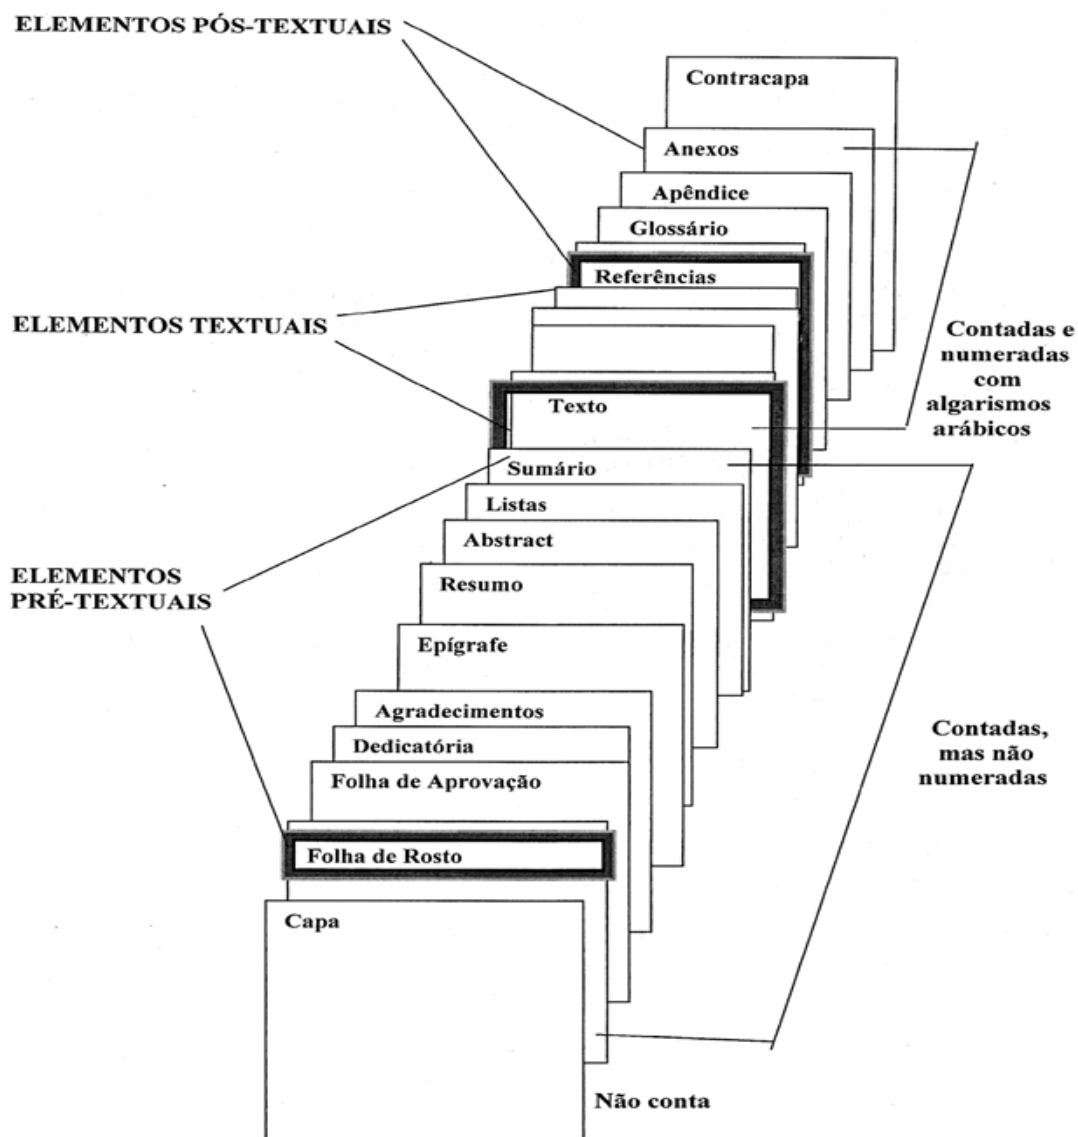 ELEMENTOS PÓS-TEXTUAIS
Contracapa
Anexos
Apêndice
Glossário
Referências
ELEMENTOS TEXTUAIS
Contadas e
numeradas
com
algarismos
arábicos
Texto
Sumário
Listas
Abstract
ELEMENTOS
PRÉ-TEXTUAIS
Resumo
Epígrafe
Agradecimentos
Dedicatória
Folha de Aprovação
Contadas,
mas não
numeradas
Folha de Rosto
Capa
Não conta